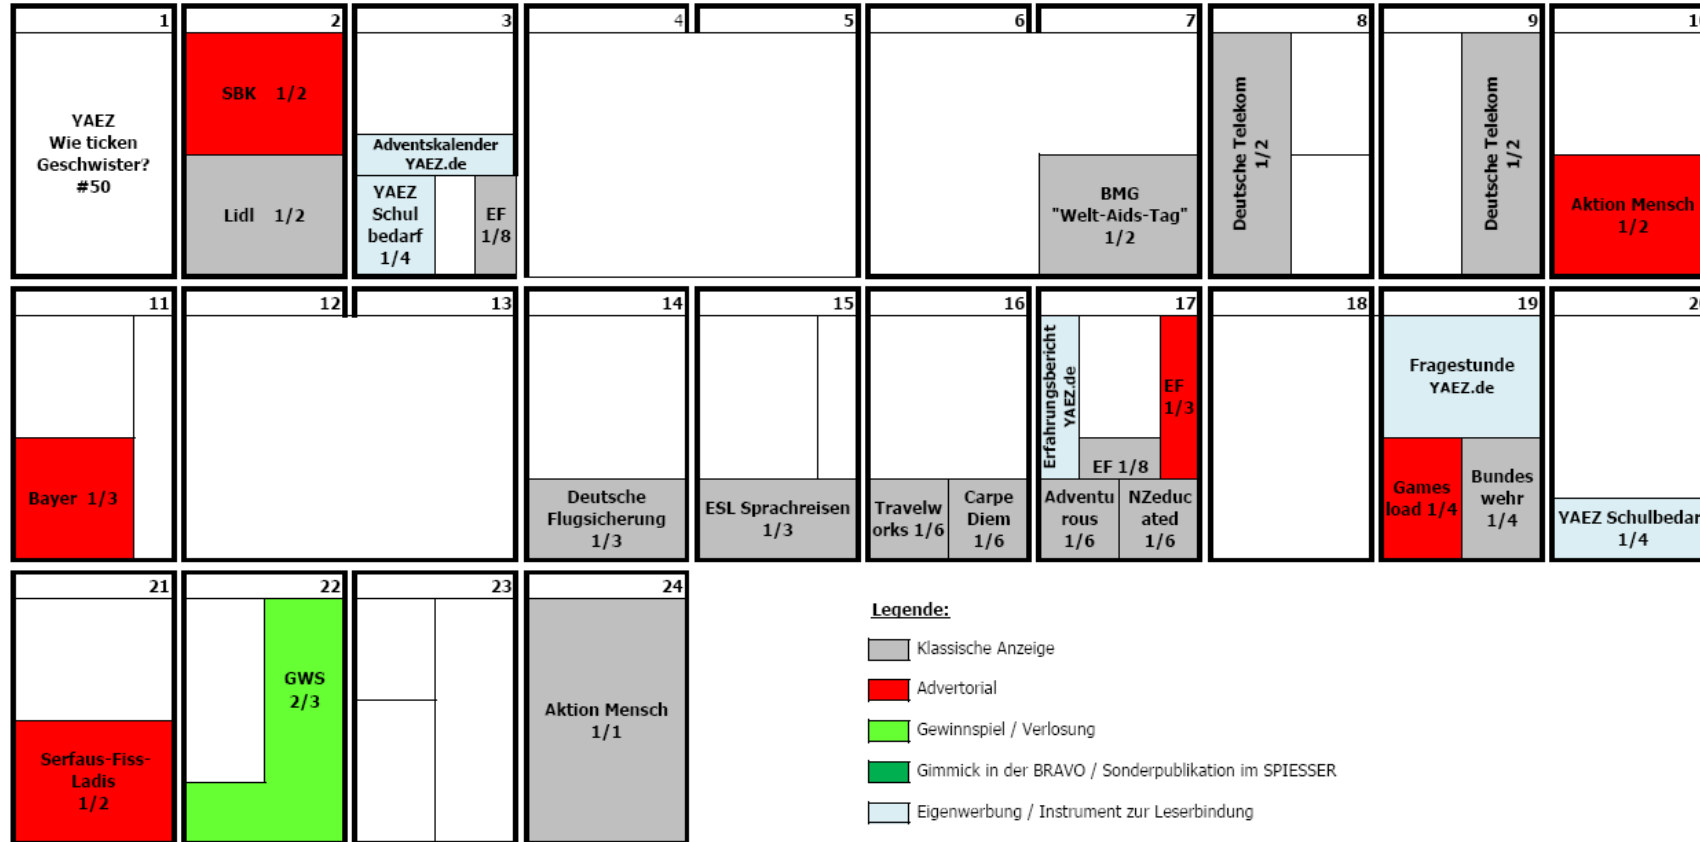 1
2
3
4
5
6
7
8
9
10
YAEZ
Wie ticken
Geschwister?
#50
SBK 1/2
Lidl 1/2
Adventskalender
YAEZ.de
YAEZ
Schul
bedarf
1/4
EF
1/8
BMG
"Welt-Aids-Tag"
1/2
Deutsche Telekom
1/2
Deutsche Telekom
1/2
Aktion Mensch
1/2
11
12
13
14
15
16
17
18
19
20
Bayer 1/3
Deutsche
Flugsicherung
1/3
ESL Sprachreisen
1/3
Travelw
orks 1/6
Carpe
Diem
1/6
Erfahrungsbericht
YAEZ.de
EF
1/3
EF 1/8
Adventu
rous
1/6
NZeduc
ated
1/6
Fragestunde
YAEZ.de
Games
load 1/4
Bundes
wehr
1/4
YAEZ Schulbedar
1/4
21
22
23
24
Serfaus-Fiss-
Ladis
1/2
GWS
2/3
Aktion Mensch
1/1
Legende:
Klassische Anzeige
Advertorial
Gewinnspiel / Verlosung
Gimmick in der BRAVO / Sonderpublikation im SPIESSER
Eigenwerbung / Instrument zur Leserbindung